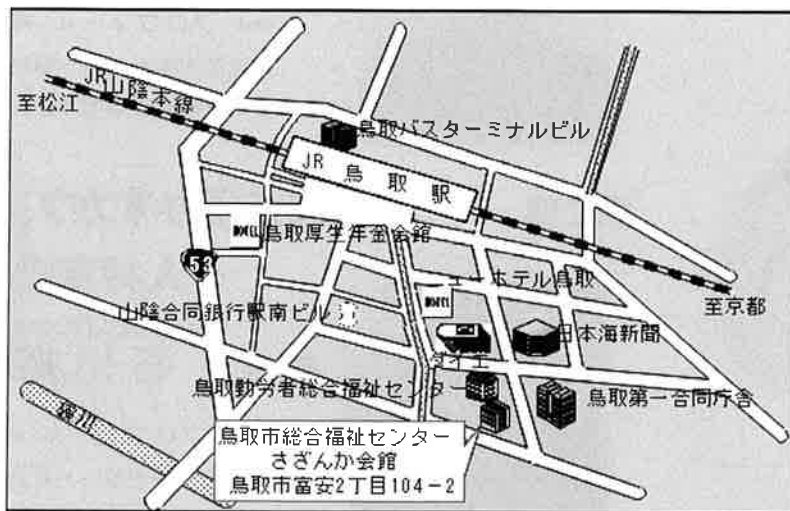 JR山陰本線
至松江
鳥取バスターミナルビル
JR 鳥取駅
HOTEL
鳥取厚生年金会館
53
ニューホテル鳥取
HOTEL
至京都
山陰合同銀行駅南ビル
日本海新聞
ダイエー
鳥取勤労者総合福祉センター
鳥取第一合同庁舎
鳥取市総合福祉センター
さざんか会館
鳥取市富安2丁目104-2